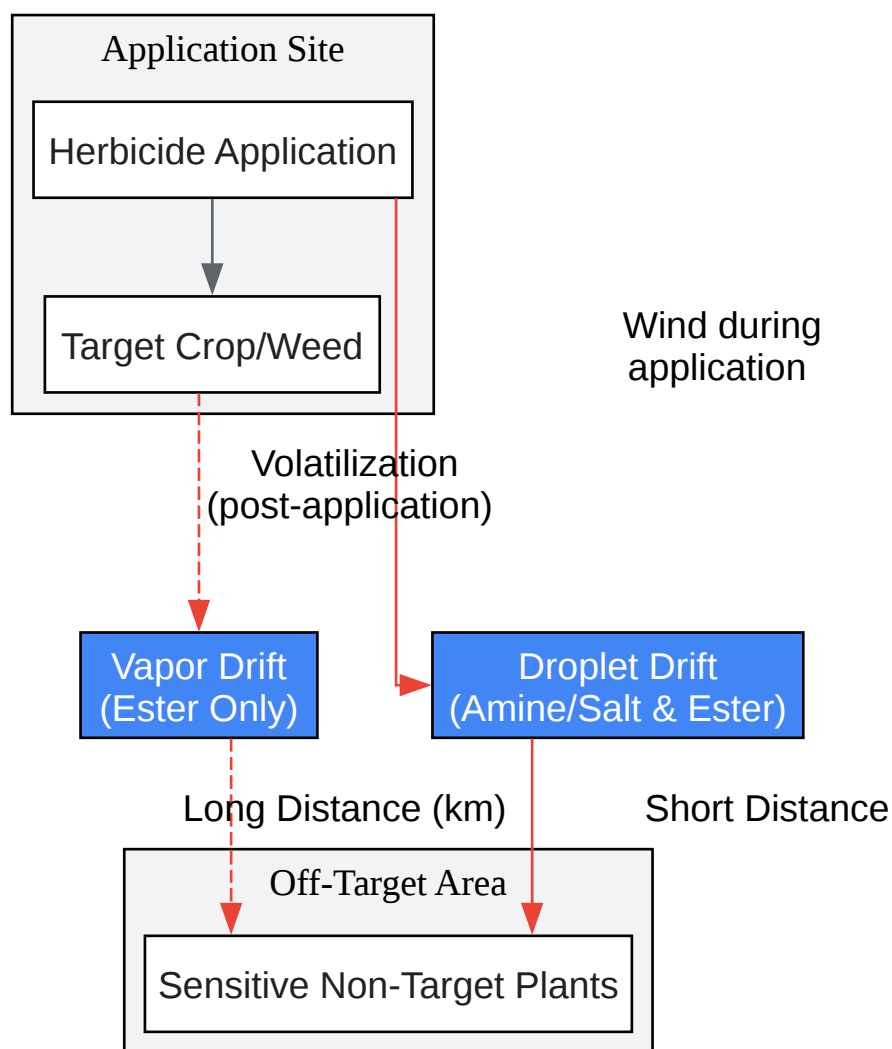 Application Site
Herbicide Application
Target Crop/Weed
Wind during
application
Volatilization
(post-application)
Vapor Drift
(Ester Only)
Droplet Drift
(Amine/Salt & Ester)
Long Distance (km)
Short Distance
Off-Target Area
Sensitive Non-Target Plants